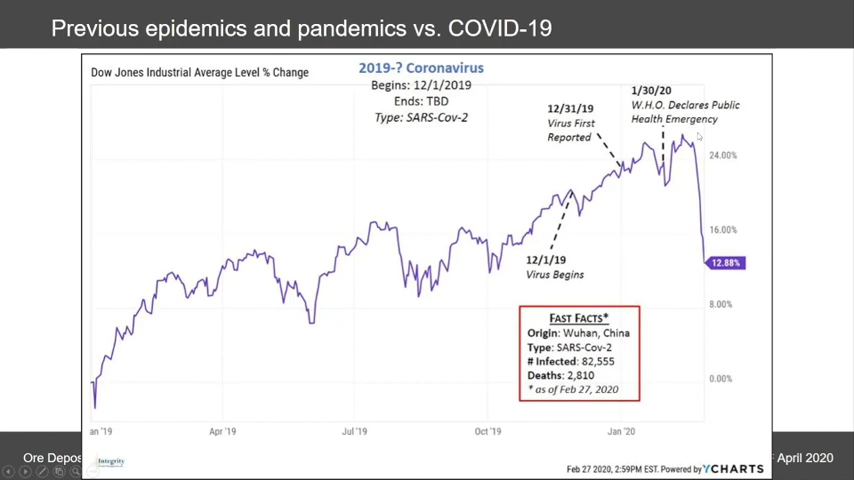 Previous epidemics and pandemics vs. COVID-19
Dow Jones Industrial Average Level % Change
2019-? Coronavirus
Begins: 12/1/2019
Ends: TBD
Type: SARS-Cov-2
1/30/20
W.H.O. Declares Public
Health Emergency
12/31/19
Virus First
Reported
24.00%
16.00%
12.88%
12/1/19
Virus Begins
8.00%
FAST FACTS*
Origin: Wuhan, China
Type: SARS-Cov-2
# Infected: 82,555
Deaths: 2,810
* as of Feb 27, 2020
0.00%
an '19
Apr '19
Jul '19
Oct '19
Jan '20
Ore Depos
April 2020
Integrity
Feb 27 2020, 2:59PM EST. Powered by YCHARTS